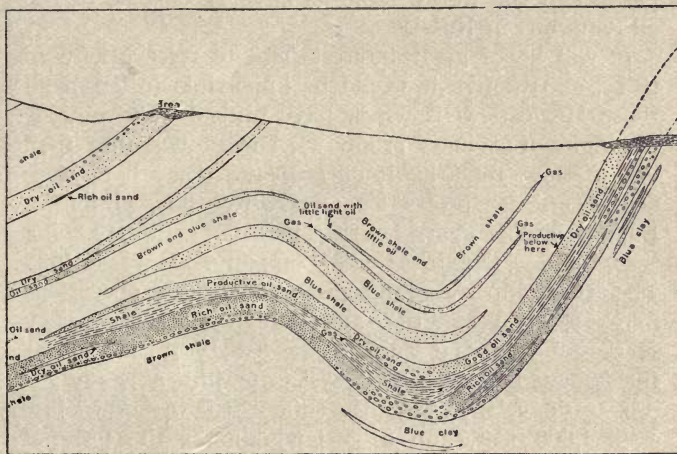 Brea
shale
Dry oil sand
Rich oil sand
Gas
Oil sand with
little light oil
Gas
Brown shale and
little oil
Brown shale
Gas
Productive
below
here
Dry oil sand
Blue clay
Brown and blue shale
Dry sand
Oil sand
Blue shale
Blue shale
Productive oil sand
Shale
Rich oil sand
Oil sand
Dry oil sand
Brown shale
Gas
Dry oil sand
Shale
Good oil sand
Rich oil sand
Blue clay